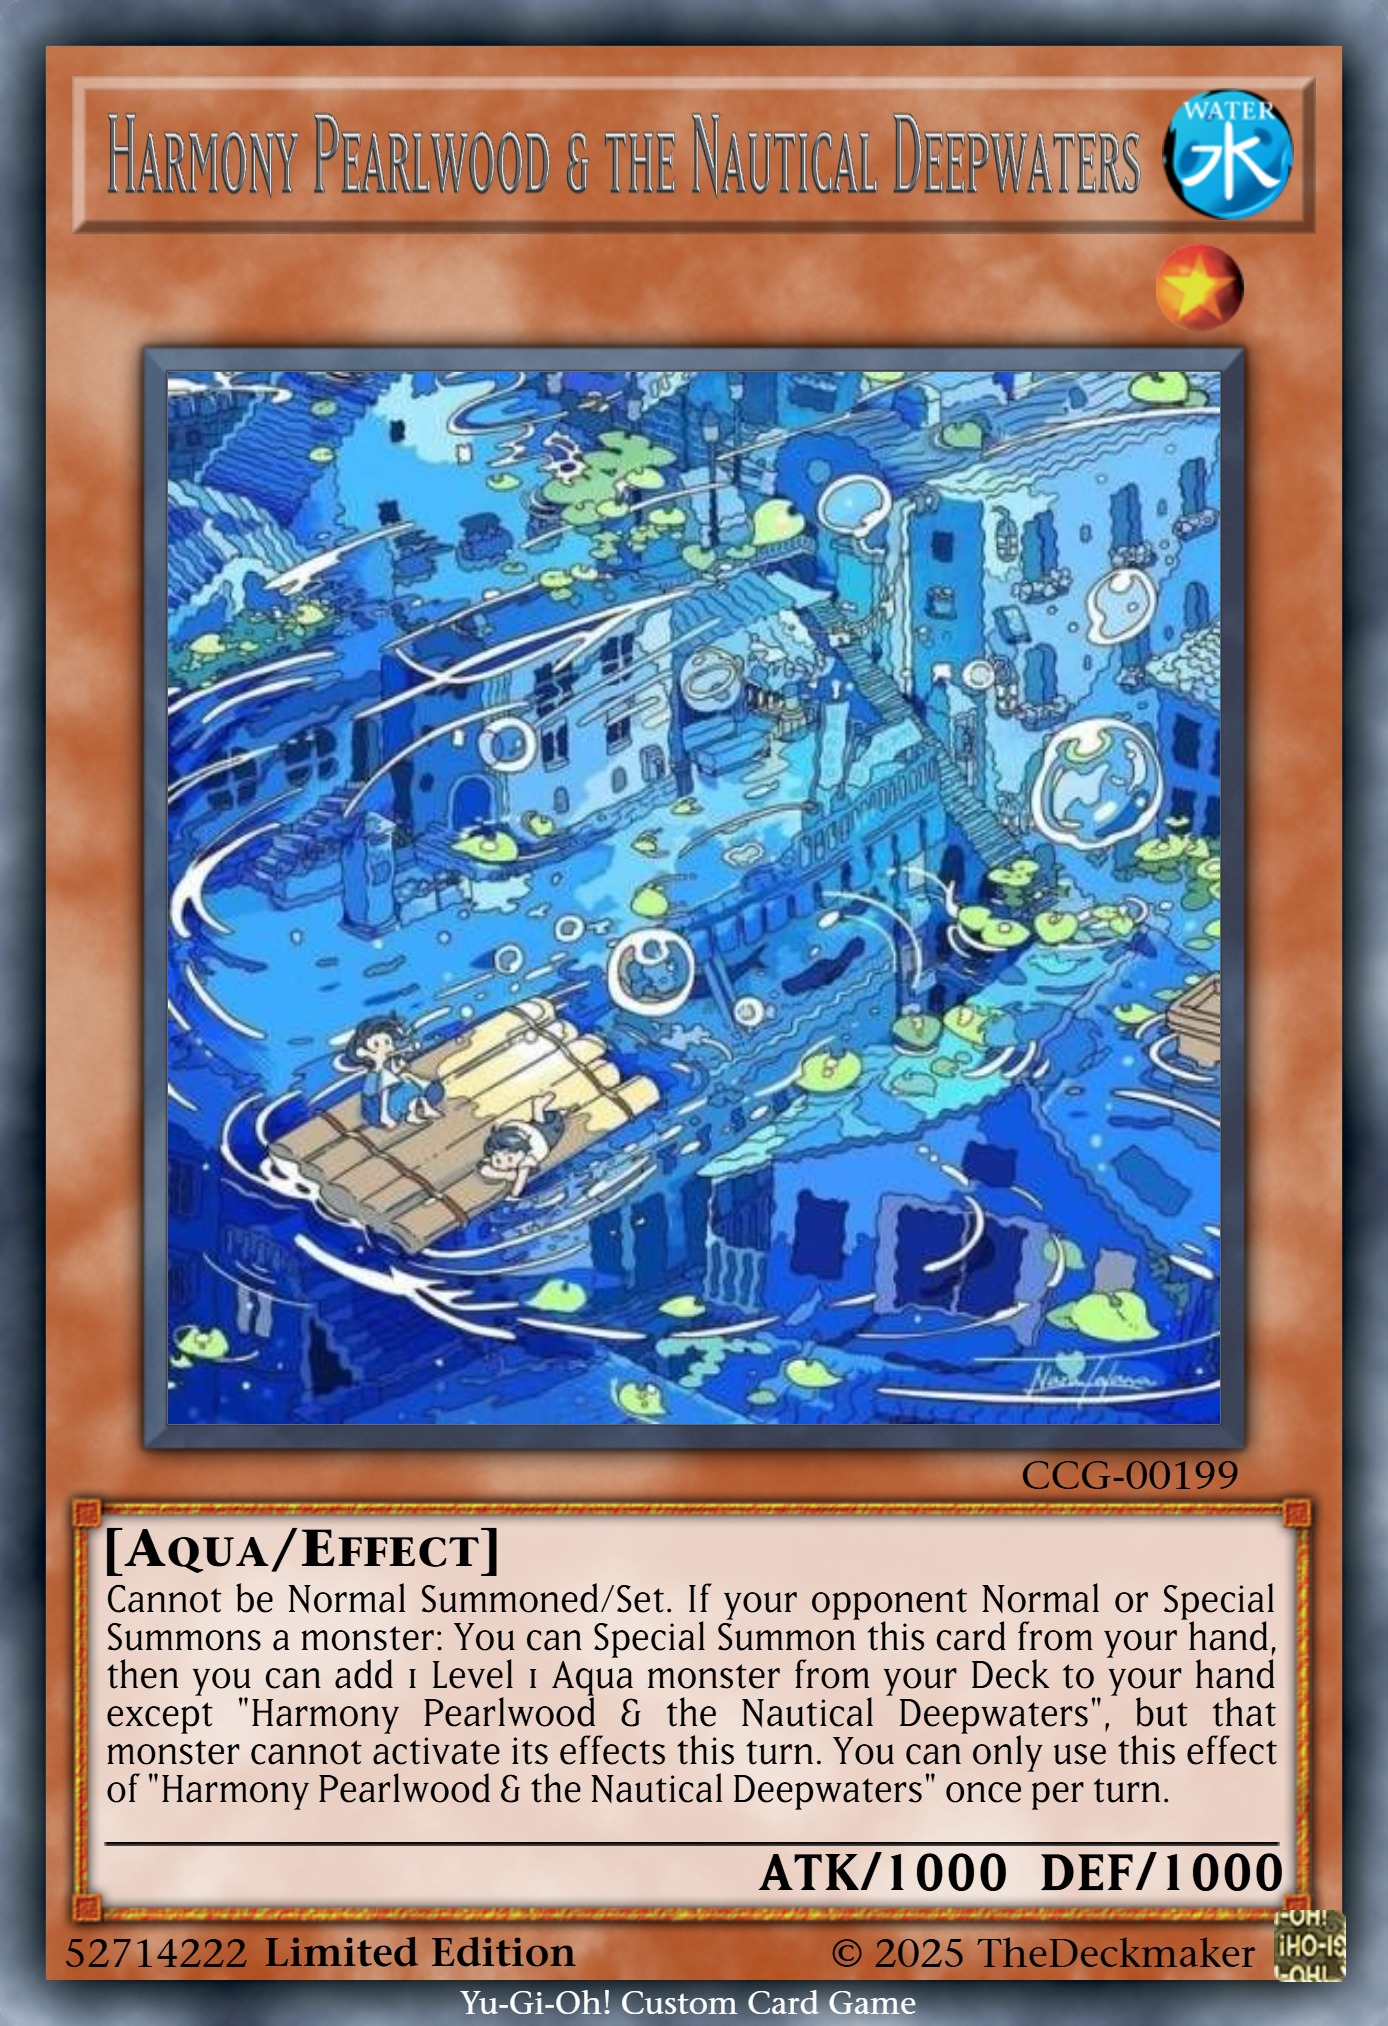 Harmony Pearlwood & the Nautical Deepwaters
WATER
水
CCG-00199
[Aqua/Effect]
Cannot be Normal Summoned/Set. If your opponent Normal or Special
Summons a monster: You can Special Summon this card from your hand,
then you can add 1 Level 1 Aqua monster from your Deck to your hand
except "Harmony Pearlwood & the Nautical Deepwaters", but that
monster cannot activate its effects this turn. You can only use this effect
of "Harmony Pearlwood & the Nautical Deepwaters" once per turn.
ATK/1000 DEF/1000
52714222 Limited Edition
© 2025 TheDeckmaker
Yu-Gi-Oh! Custom Card Game